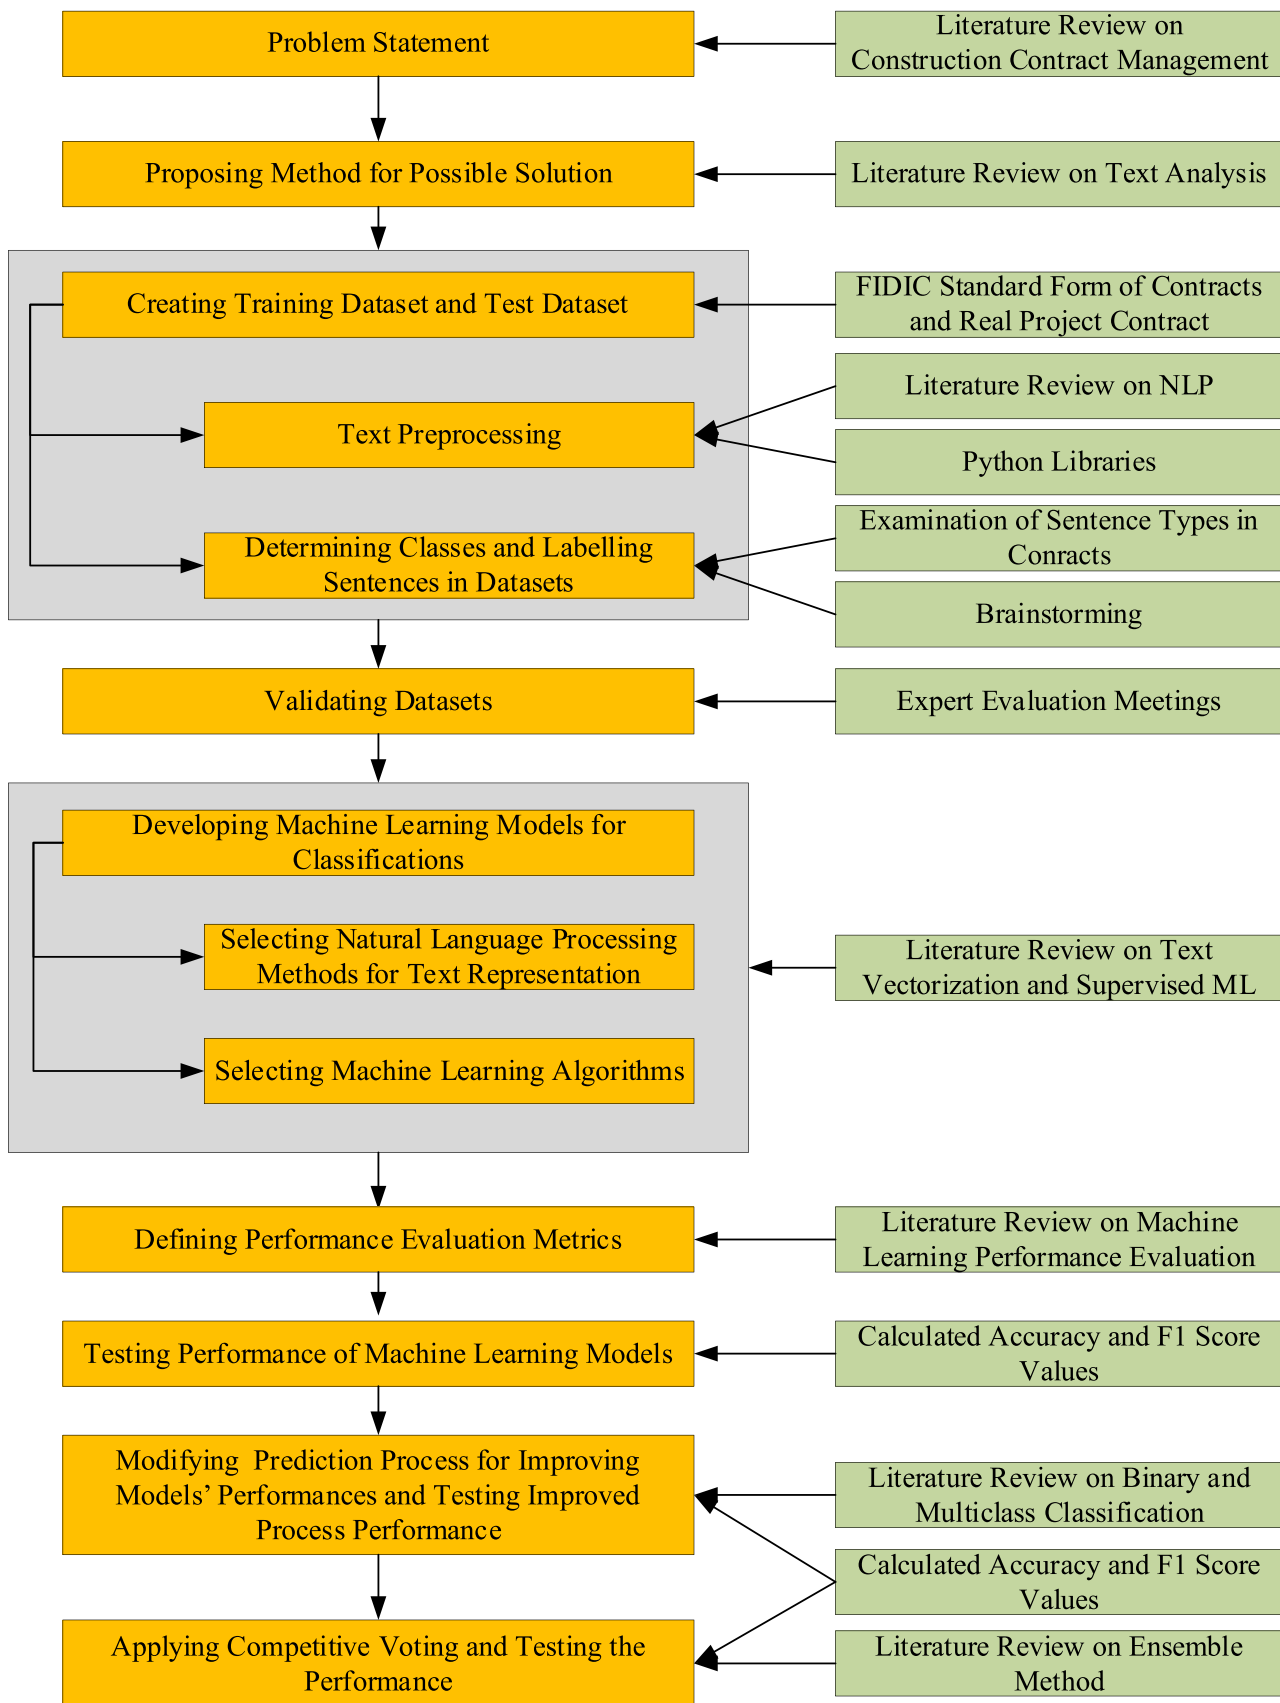 Problem Statement
Literature Review on
Construction Contract Management
Proposing Method for Possible Solution
Literature Review on Text Analysis
Creating Training Dataset and Test Dataset
FIDIC Standard Form of Contracts
and Real Project Contract
Literature Review on NLP
Text Preprocessing
Python Libraries
Examination of Sentence Types in
Conracts
Determining Classes and Labelling
Sentences in Datasets
Brainstorming
Validating Datasets
Expert Evaluation Meetings
Developing Machine Learning Models for
Classifications
Selecting Natural Language Processing
Methods for Text Representation
Literature Review on Text
Vectorization and Supervised ML
Selecting Machine Learning Algorithms
Defining Performance Evaluation Metrics
Literature Review on Machine
Learning Performance Evaluation
Testing Performance of Machine Learning Models
Calculated Accuracy and F1 Score
Values
Modifying  Prediction Process for Improving
Models’ Performances and Testing Improved
Process Performance
Literature Review on Binary and
Multiclass Classification
Calculated Accuracy and F1 Score
Values
Applying Competitive Voting and Testing the
Performance
Literature Review on Ensemble
Method